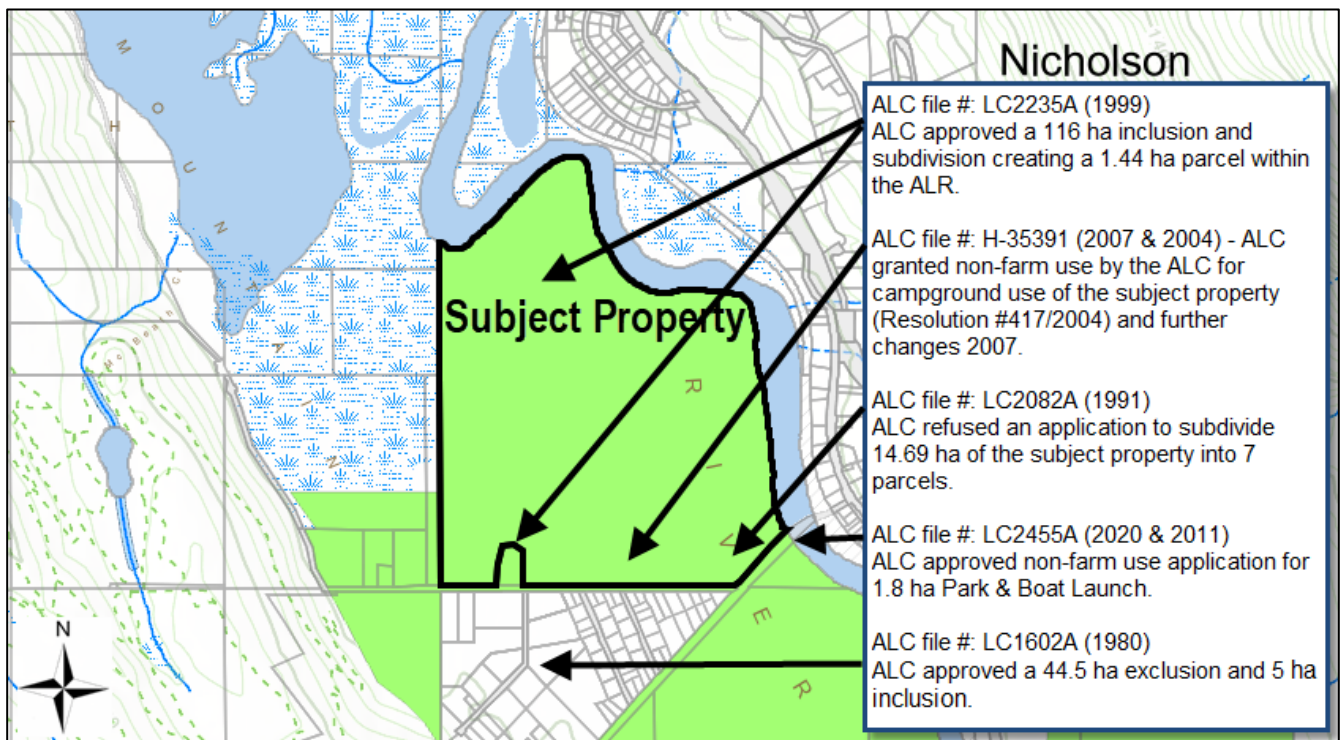 Nicholson
ALC file #: LC2235A (1999)
ALC approved a 116 ha inclusion and
subdivision creating a 1.44 ha parcel within
the ALR.
ALC file #: H-35391 (2007 & 2004) - ALC
granted non-farm use by the ALC for
campground use of the subject property
(Resolution #417/2004) and further
changes 2007.
ALC file #: LC2082A (1991)
ALC refused an application to subdivide
14.69 ha of the subject property into 7
parcels.
ALC file #: LC2455A (2020 & 2011)
ALC approved non-farm use application for
1.8 ha Park & Boat Launch.
ALC file #: LC1602A (1980)
ALC approved a 44.5 ha exclusion and 5 ha
inclusion.
Subject Property
M O U N T A I N
T H
R I V E R
N